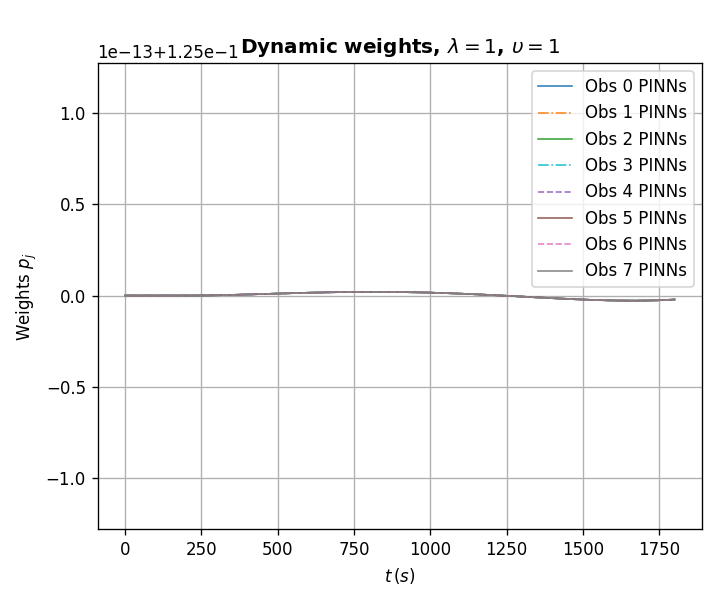 Dynamic weights, λ = 1, υ = 1
1e−13+1.25e−1
Obs 0 PINNs
Obs 1 PINNs
Obs 2 PINNs
Obs 3 PINNs
Obs 4 PINNs
Obs 5 PINNs
Obs 6 PINNs
Obs 7 PINNs
1.0
0.5
0.0
−0.5
−1.0
Weights pⱼ
0 250 500 750 1000 1250 1500 1750
t (s)